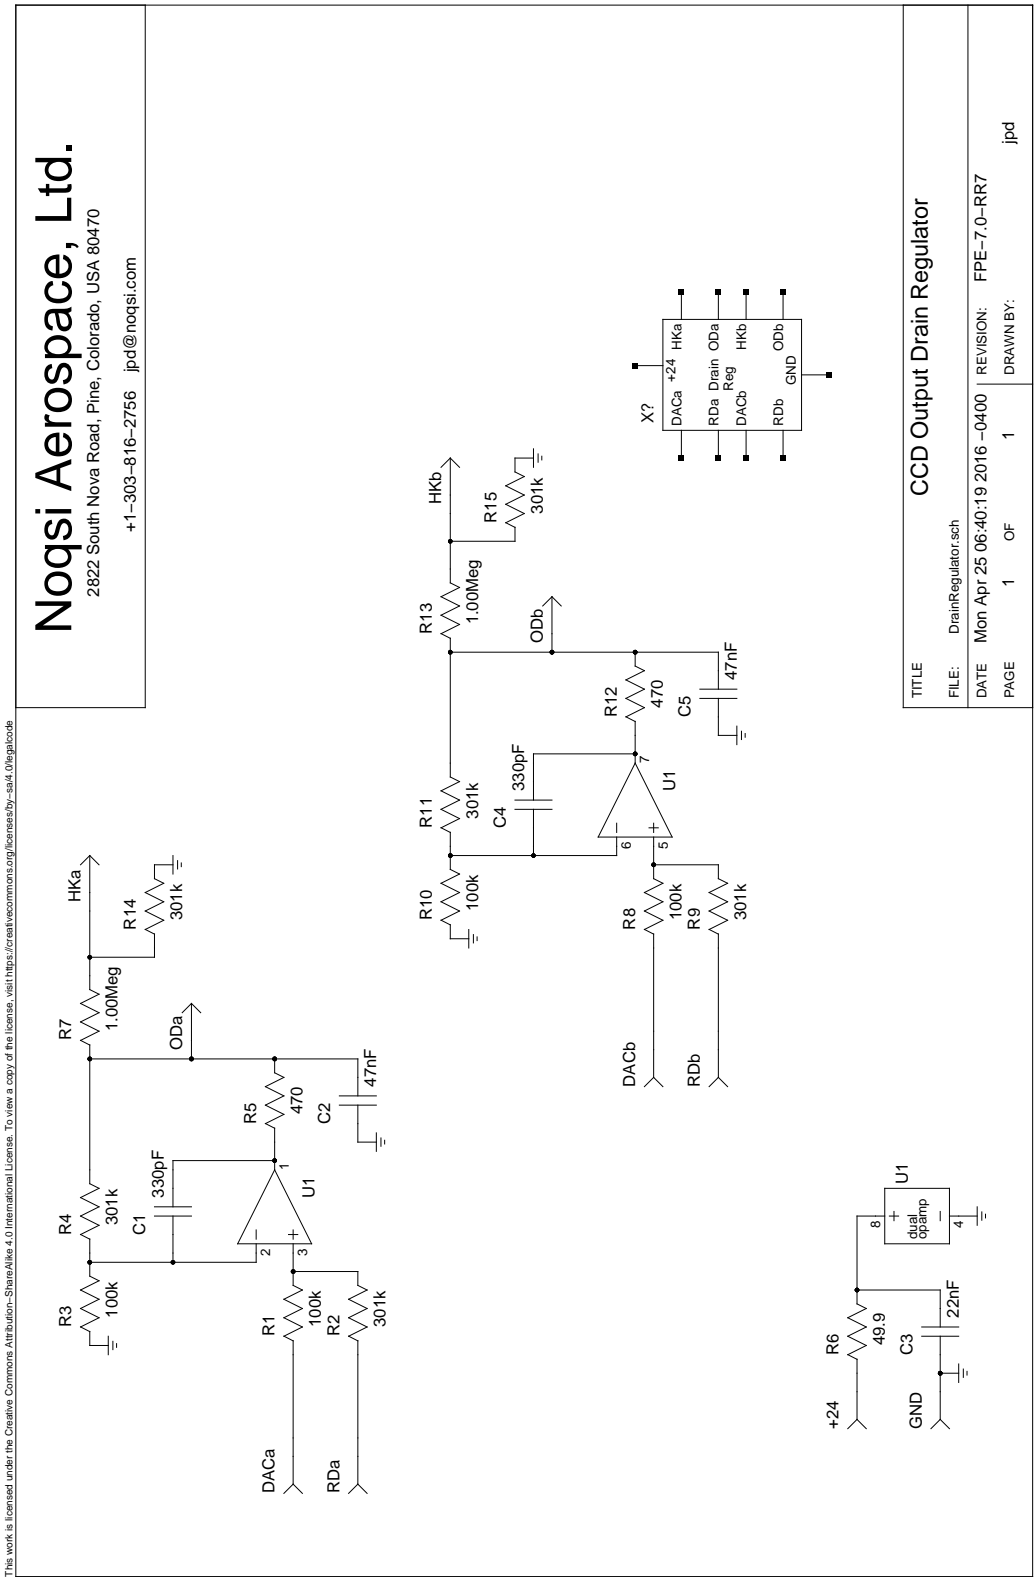 This work is licensed under the Creative Commons Attribution−ShareAlike 4.0 International License. To view a copy of the license, visit https://creativecommons.org/licenses/by−sa/4.0/legalcode
Noqsi Aerospace, Ltd.
2822 South Nova Road, Pine, Colorado, USA 80470
+1−303−816−2756 jpd@noqsi.com
R3
100k
R4
301k
R7
1.00Meg
HKa
R14
301k
C1
330pF
ODa
R5
470
C2
47nF
2
3
1
U1
R1
100k
R2
301k
DACa
RDa
R10
100k
R11
301k
R13
1.00Meg
HKb
R15
301k
C4
330pF
ODb
R12
470
C5
47nF
6
5
7
U1
R8
100k
R9
301k
DACb
RDb
X?
DACa +24 HKa
RDa Drain ODa
Reg
DACb HKb
RDb ODb
GND
+24
R6
49.9
GND
C3
22nF
U1
8
dual
opamp
4
TITLE
CCD Output Drain Regulator
FILE: DrainRegulator.sch
DATE Mon Apr 25 06:40:19 2016 −0400 REVISION: FPE−7.0−RR7
PAGE 1 OF 1 DRAWN BY: jpd